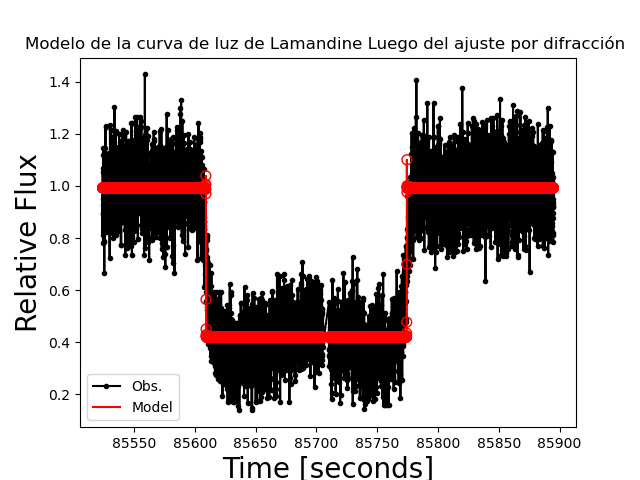 Modelo de la curva de luz de Lamandine Luego del ajuste por difracción
Relative Flux
1.4
1.2
1.0
0.8
0.6
0.4
0.2
Obs.
Model
85550 85600 85650 85700 85750 85800 85850 85900
Time [seconds]